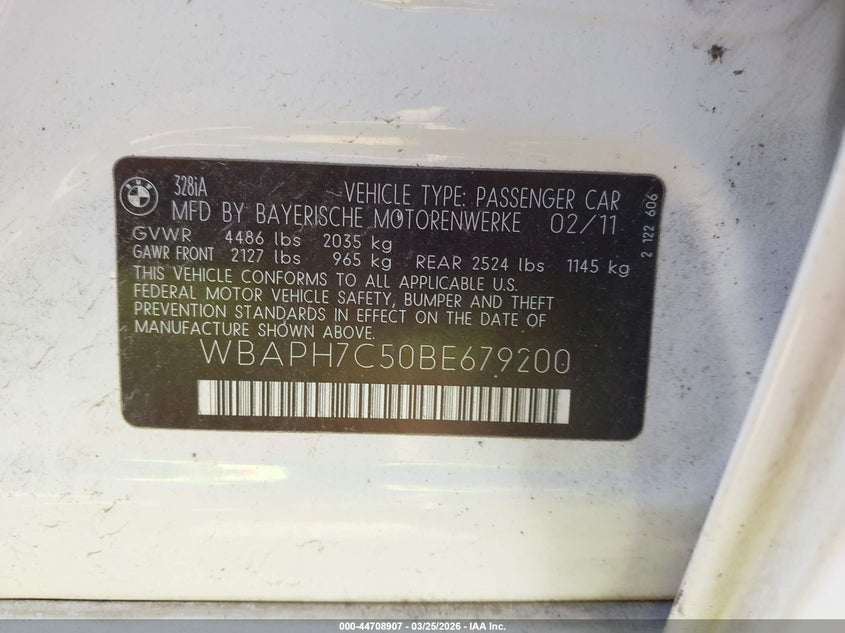 BMW
328iA
VEHICLE TYPE: PASSENGER CAR
MFD BY BAYERISCHE MOTORENWERKE 02/11
GVWR 4486 lbs 2035 kg
GAWR FRONT 2127 lbs 965 kg REAR 2524 lbs 1145 kg
THIS VEHICLE CONFORMS TO ALL APPLICABLE U.S.
FEDERAL MOTOR VEHICLE SAFETY, BUMPER AND THEFT
PREVENTION STANDARDS IN EFFECT ON THE DATE OF
MANUFACTURE SHOWN ABOVE.
WBAPH7C50BE679200
2 122 606
000-44708907 - 03/25/2026 - IAA Inc.